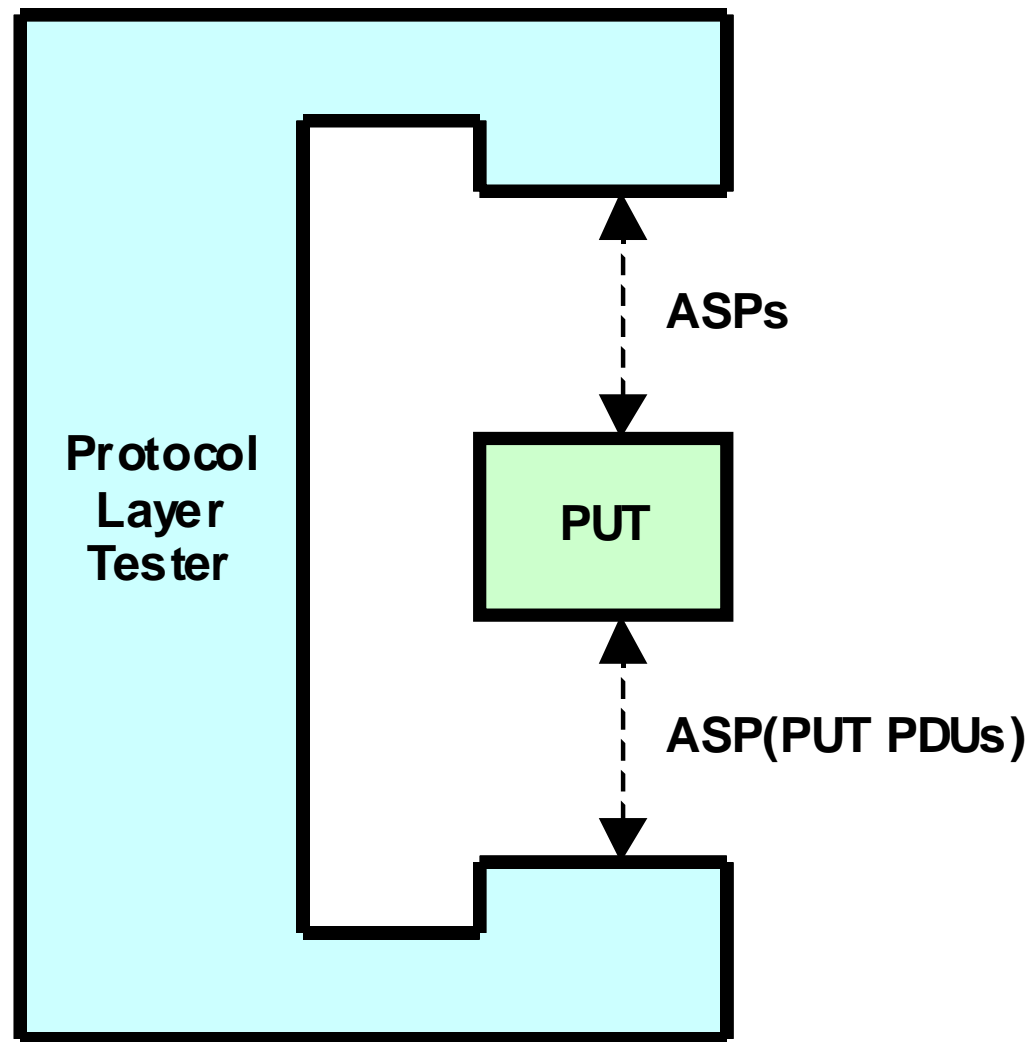 ASPs
Protocol
Layer
Tester
PUT
ASP(PUT PDUs)